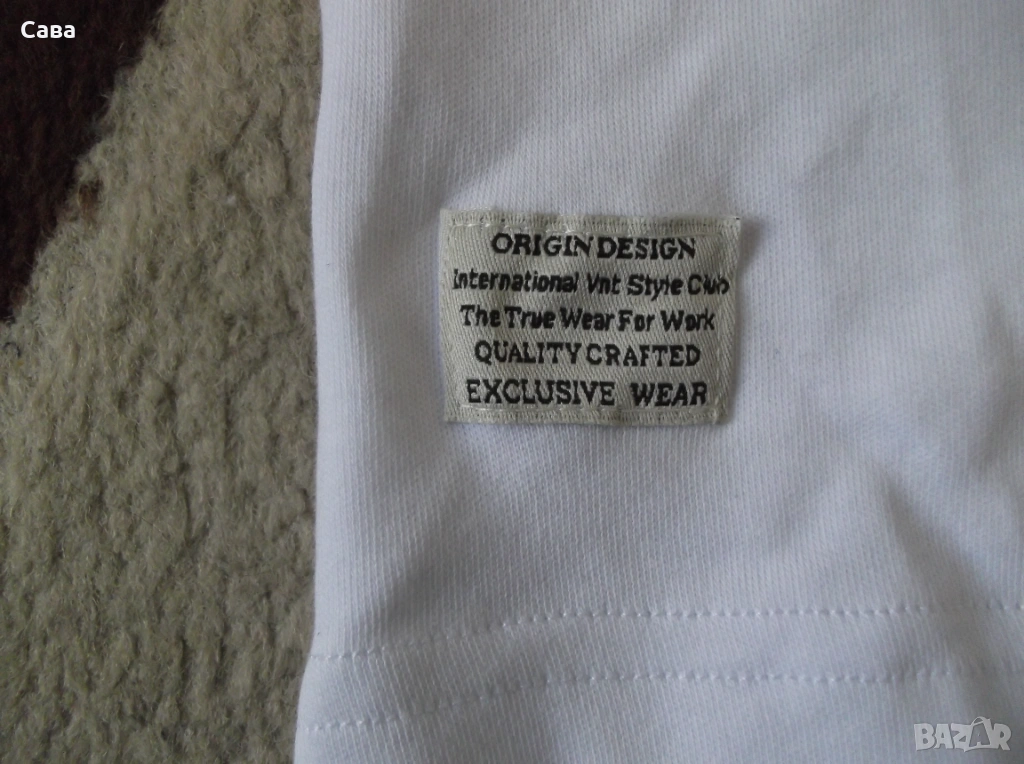 Сава
ORIGIN DESIGN
International Vnt Style Club
The True Wear For Work
QUALITY CRAFTED
EXCLUSIVE WEAR
BAZAR